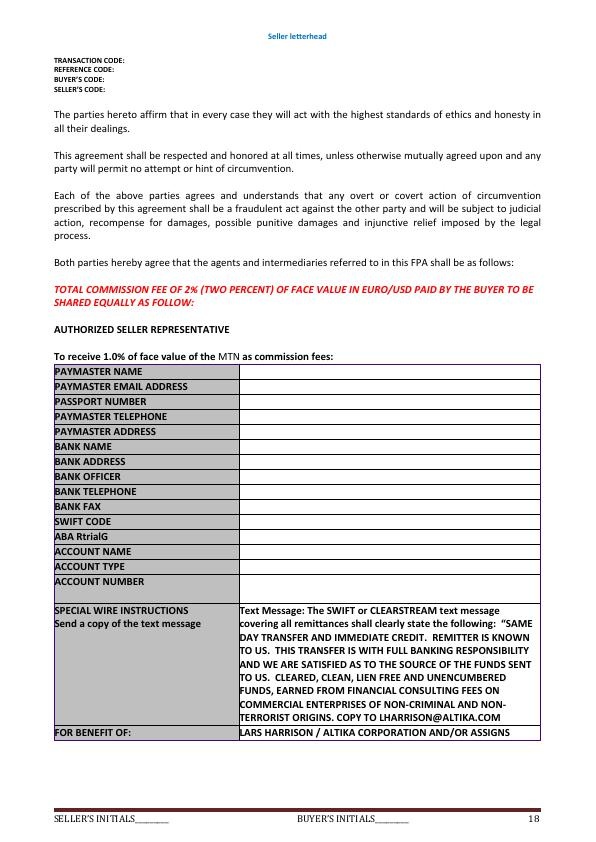 Seller letterhead
TRANSACTION CODE:
REFERENCE CODE:
BUYER'S CODE:
SELLER'S CODE:
The parties hereto affirm that in every case they will act with the highest standards of ethics and honesty in
all their dealings.
This agreement shall be respected and honored at all times, unless otherwise mutually agreed upon and any
party will permit no attempt or hint of circumvention.
Each of the above parties agrees and understands that any overt or covert action of circumvention
prescribed by this agreement shall be a fraudulent act against the other party and will be subject to judicial
action, recompense for damages, possible punitive damages and injunctive relief imposed by the legal
process.
Both parties hereby agree that the agents and intermediaries referred to in this FPA shall be as follows:
TOTAL COMMISSION FEE OF 2% (TWO PERCENT) OF FACE VALUE IN EURO/USD PAID BY THE BUYER TO BE
SHARED EQUALLY AS FOLLOW:
AUTHORIZED SELLER REPRESENTATIVE
To receive 1.0% of face value of the MTN as commission fees:
PAYMASTER NAME
PAYMASTER EMAIL ADDRESS
PASSPORT NUMBER
PAYMASTER TELEPHONE
PAYMASTER ADDRESS
BANK NAME
BANK ADDRESS
BANK OFFICER
BANK TELEPHONE
BANK FAX
SWIFT CODE
ABA RtrialG
ACCOUNT NAME
ACCOUNT TYPE
ACCOUNT NUMBER
SPECIAL WIRE INSTRUCTIONS
Send a copy of the text message
Text Message: The SWIFT or CLEARSTREAM text message
covering all remittances shall clearly state the following: "SAME
DAY TRANSFER AND IMMEDIATE CREDIT. REMITTER IS KNOWN
TO US. THIS TRANSFER IS WITH FULL BANKING RESPONSIBILITY
AND WE ARE SATISFIED AS TO THE SOURCE OF THE FUNDS SENT
TO US. CLEARED, CLEAN, LIEN FREE AND UNENCUMBERED
FUNDS, EARNED FROM FINANCIAL CONSULTING FEES ON
COMMERCIAL ENTERPRISES OF NON-CRIMINAL AND NON-
TERRORIST ORIGINS. COPY TO LHARRISON@ALTIKA.COM
FOR BENEFIT OF: LARS HARRISON / ALTIKA CORPORATION AND/OR ASSIGNS
SELLER'S INITIALS________ BUYER'S INITIALS________ 18